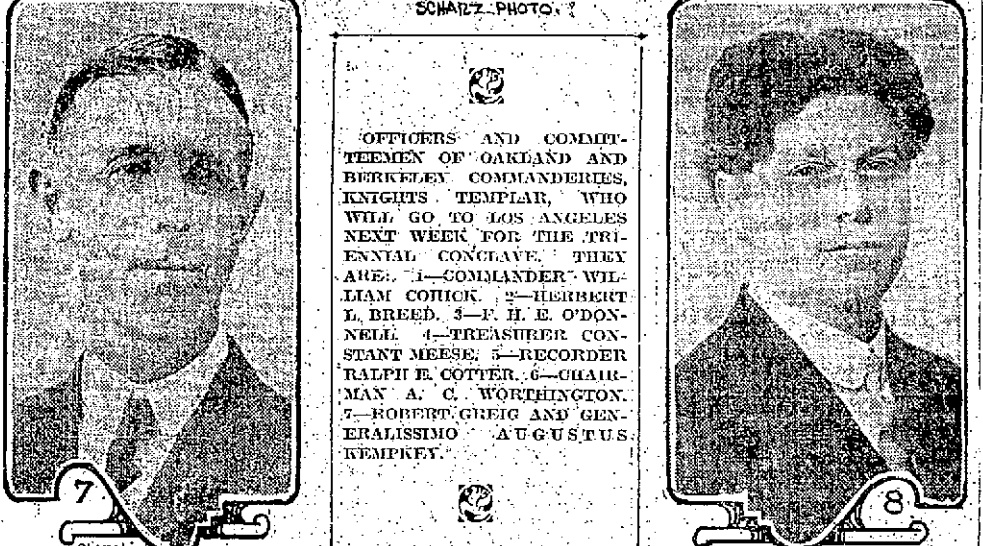 SCHARZ PHOTO.
OFFICERS AND COMMIT-
TEEMEN OF OAKLAND AND
BERKELEY COMMANDERIES,
KNIGHTS TEMPLAR, WHO
WILL GO TO LOS ANGELES
NEXT WEEK FOR THE TRI-
ENNIAL CONCLAVE. THEY
ARE: 1—COMMANDER WIL-
LIAM COHICK. 2—HERBERT
L. BREED. 3—F. H. E. O'DON-
NELL. 4—TREASURER CON-
STANT MEESE. 5—RECORDER
RALPH E. COTTER. 6—CHAIR-
MAN A. C. WORTHINGTON.
7—ROBERT GREIG AND GEN-
ERALISSIMO AUGUSTUS
KEMPKEY.
7
8